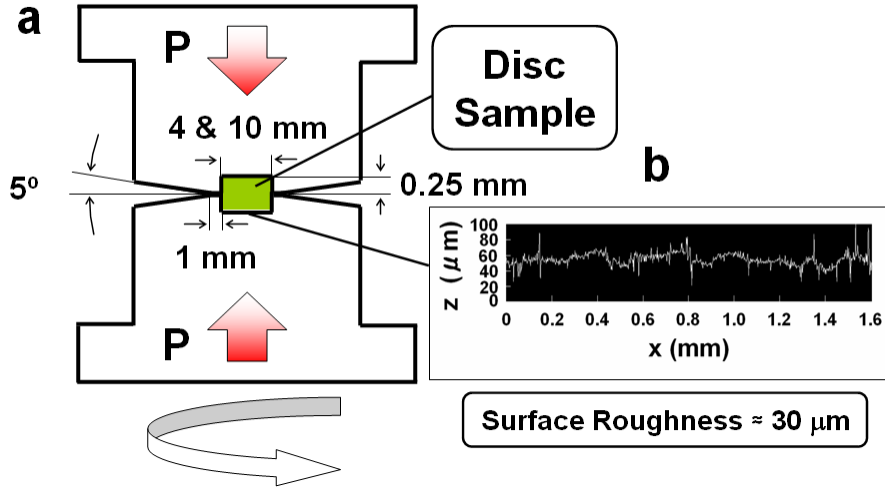 a
P
Disc
Sample
4 & 10 mm
5º
0.25 mm
1 mm
P
b
z (μm)
100
80
60
40
20
0
0 0.2 0.4 0.6 0.8 1.0 1.2 1.4 1.6
x (mm)
Surface Roughness ≈ 30 μm